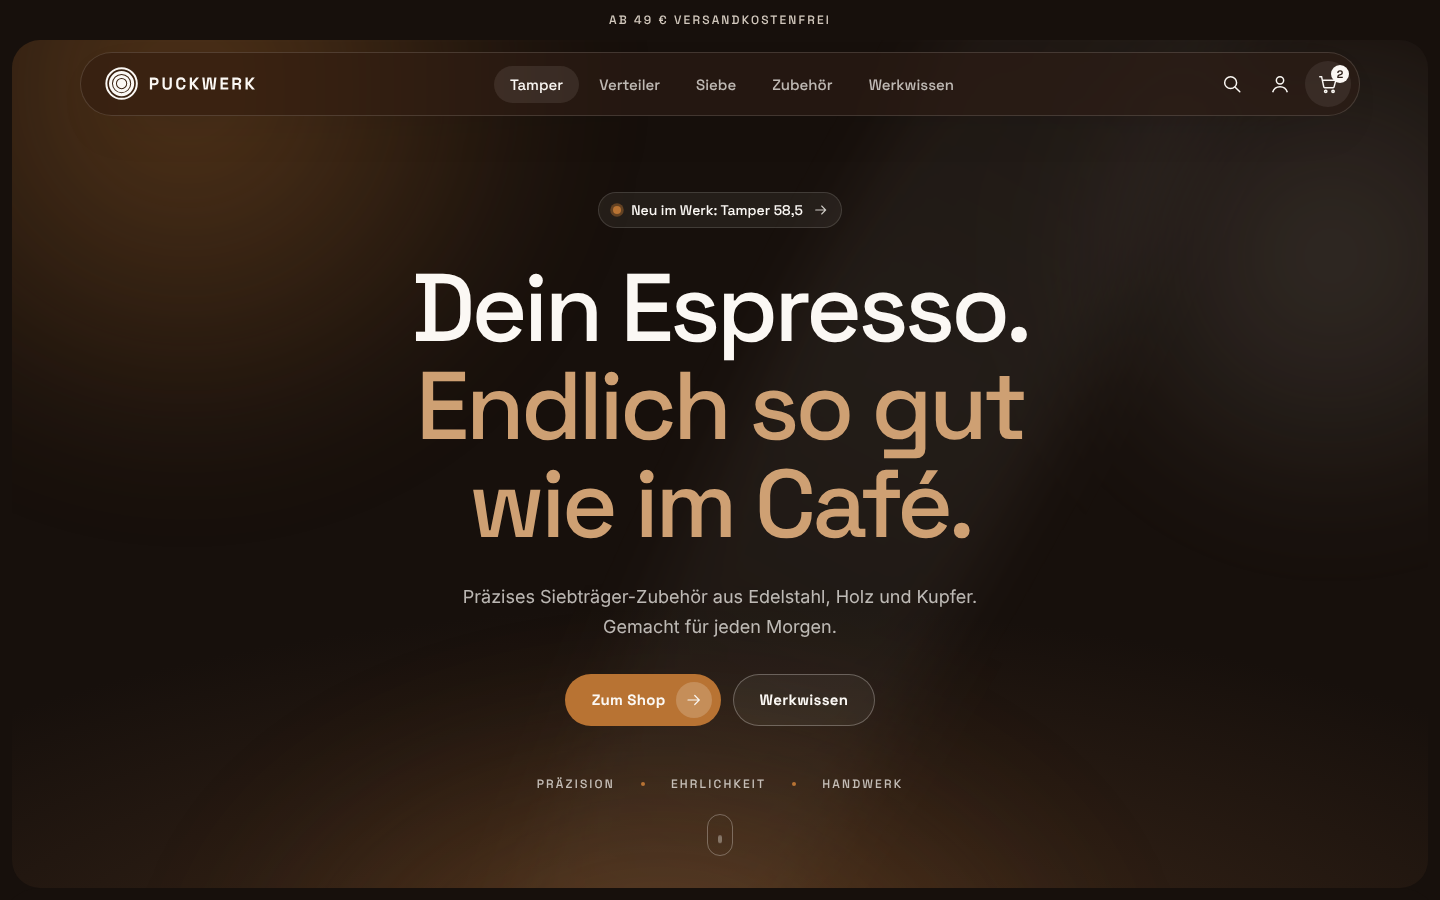 AB 49 € VERSANDKOSTENFREI
PUCKWERK
Tamper
Verteiler
Siebe
Zubehör
Werkwissen
2
Neu im Werk: Tamper 58,5 →
Dein Espresso.
Endlich so gut
wie im Café.
Präzises Siebträger-Zubehör aus Edelstahl, Holz und Kupfer.
Gemacht für jeden Morgen.
Zum Shop →
Werkwissen
PRÄZISION • EHRLICHKEIT • HANDWERK